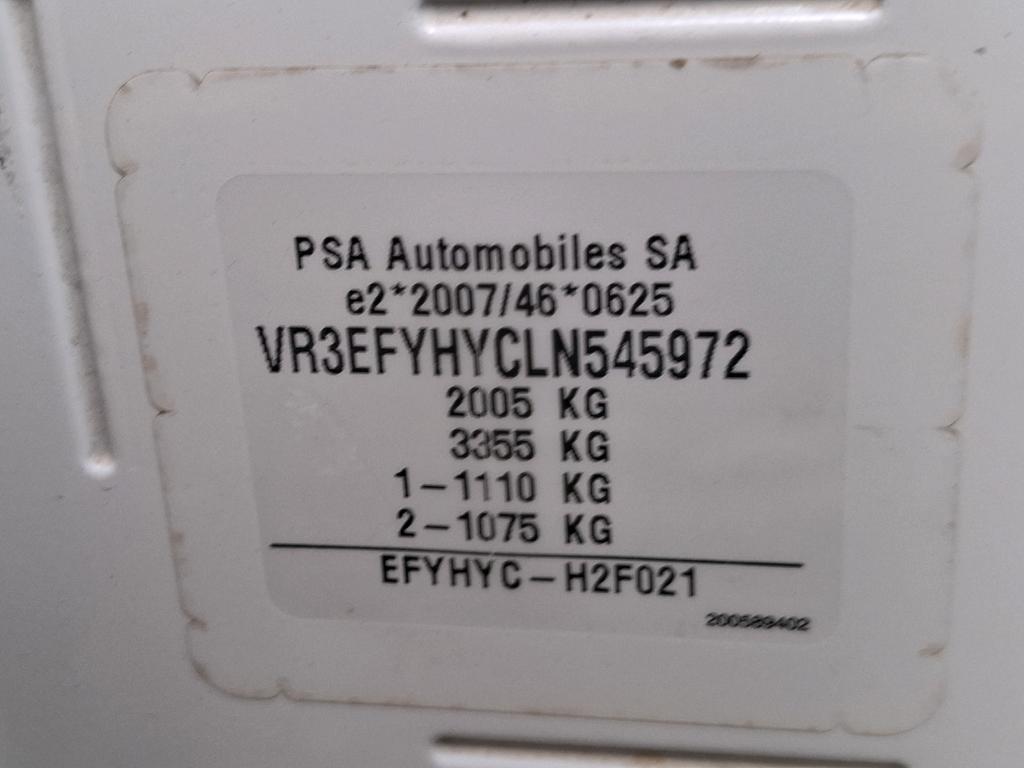 PSA Automobiles SA
e2*2007/46*0625
VR3EFYHYCLN545972
2005 KG
3355 KG
1-1110 KG
2-1075 KG
EFYHYC-H2F021
200589402